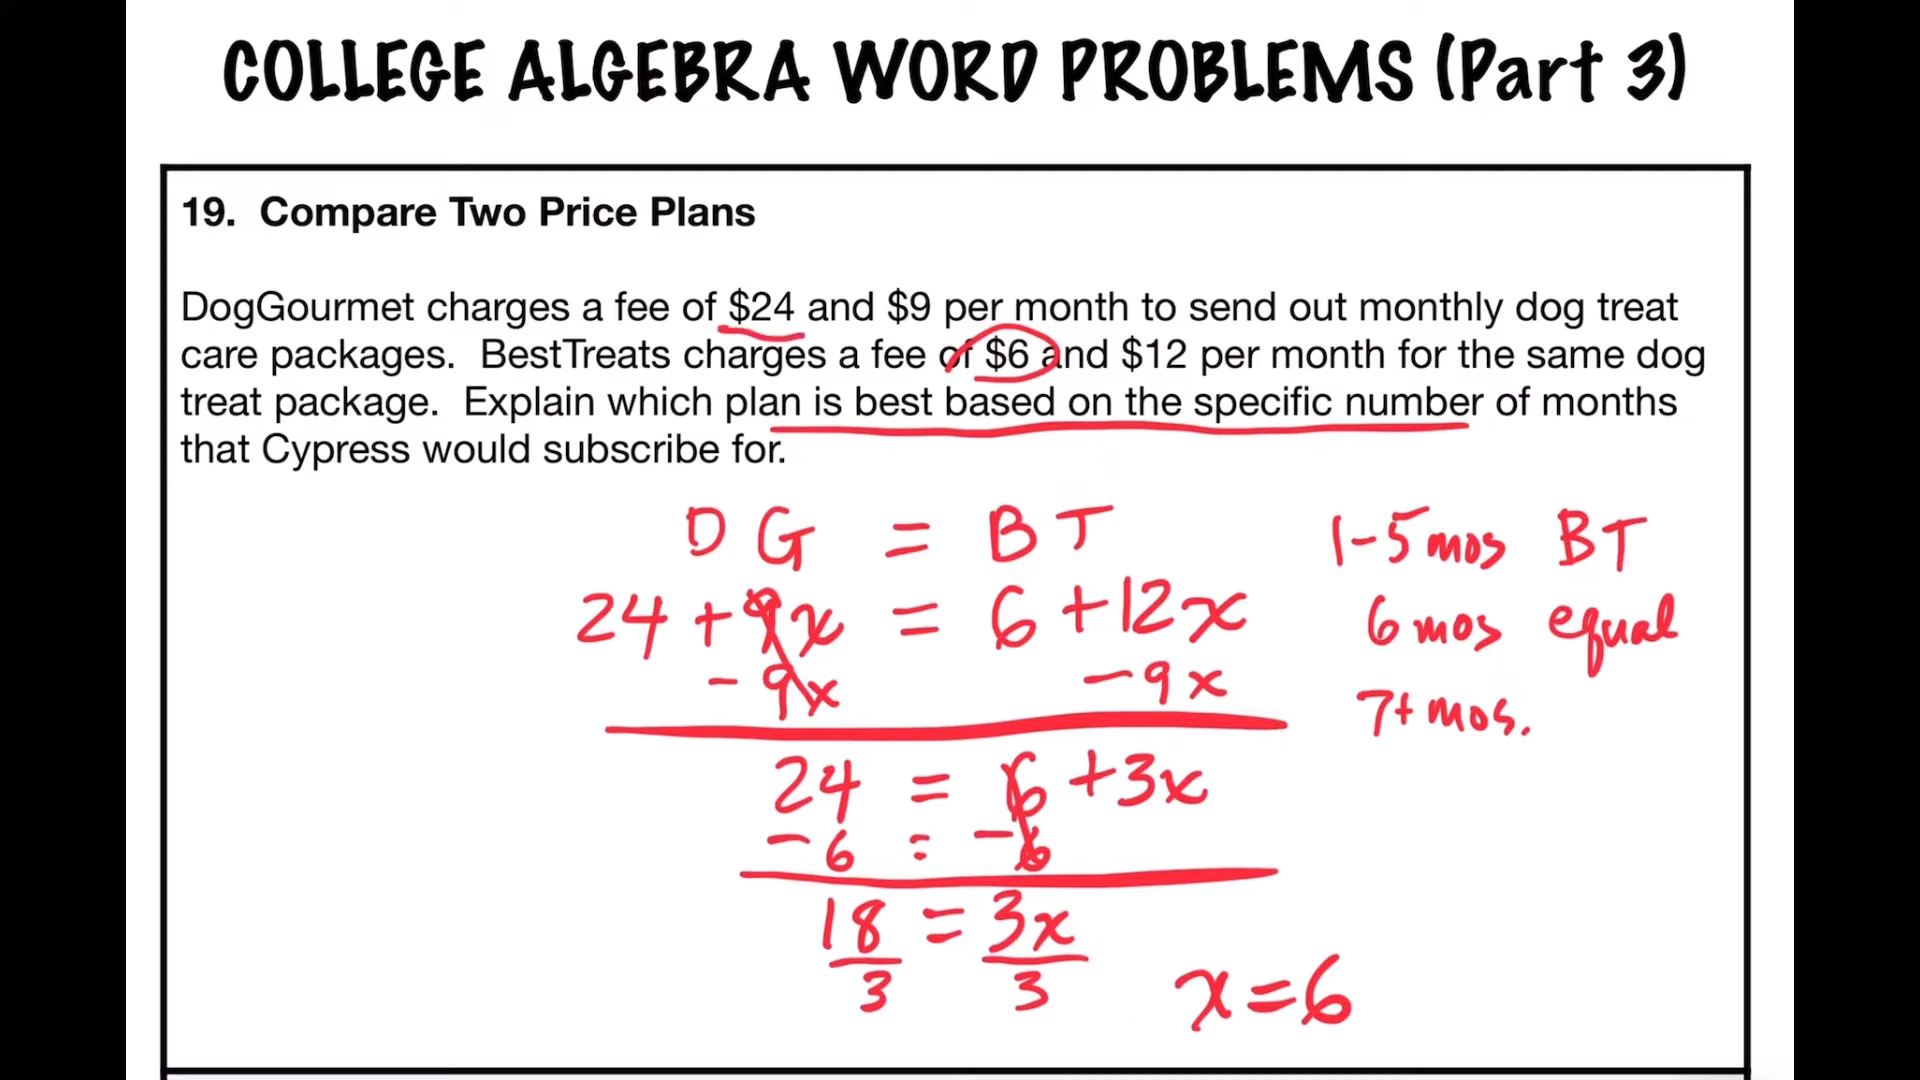 COLLEGE ALGEBRA WORD PROBLEMS (Part 3)
19. Compare Two Price Plans
DogGourmet charges a fee of $24 and $9 per month to send out monthly dog treat
care packages. BestTreats charges a fee of $6 and $12 per month for the same dog
treat package. Explain which plan is best based on the specific number of months
that Cypress would subscribe for.
DG = BT
24 + 9x = 6 + 12x
- 9x - 9x
24 = 6 + 3x
- 6 = - 6
18 = 3x
3 3
x = 6
1-5 mos BT
6 mos equal
7+ mos.